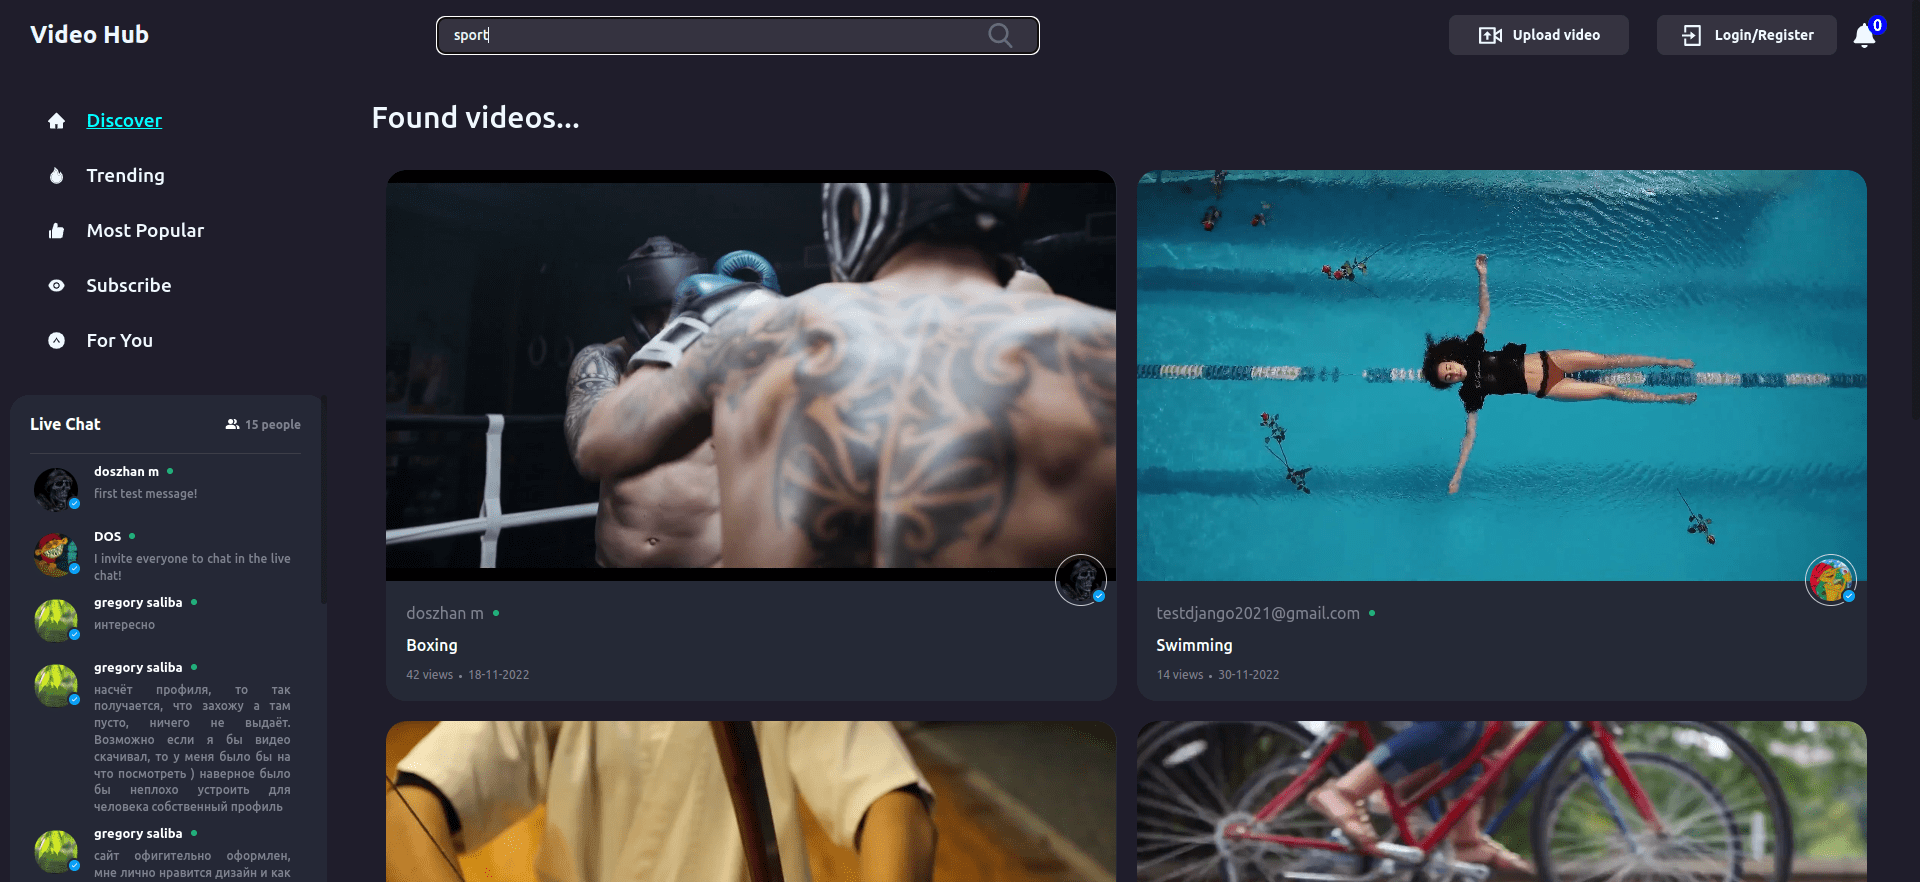 Video Hub
sport
Upload video
Login/Register
0
Discover
Trending
Most Popular
Subscribe
For You
Found videos...
Live Chat
15 people
doszhan m
first test message!
DOS
I invite everyone to chat in the live
chat!
gregory saliba
интересно
gregory saliba
насчёт профиля, то так
получается, что захожу а там
пусто, ничего не выдаёт.
Возможно если я бы видео
скачивал, то у меня было бы на
что посмотреть ) наверное было
бы неплохо устроить для
человека собственный профиль
gregory saliba
сайт офигительно оформлен,
мне лично нравится дизайн и как
doszhan m
Boxing
42 views • 18-11-2022
testdjango2021@gmail.com
Swimming
14 views • 30-11-2022